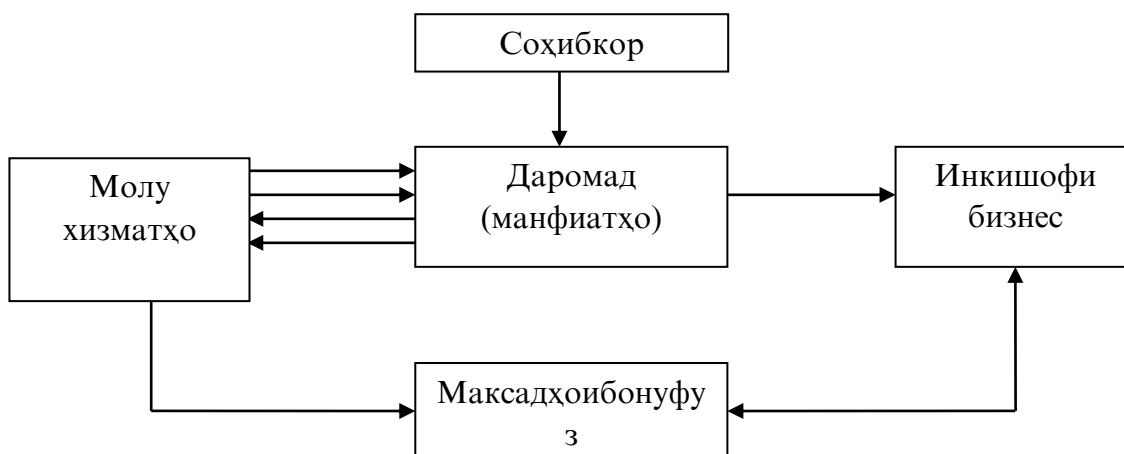 Соҳибкор
Молу
хизматҳо
Даромад
(манфиатҳо)
Инкишофи
бизнес
Максадҳоибонуфу
з